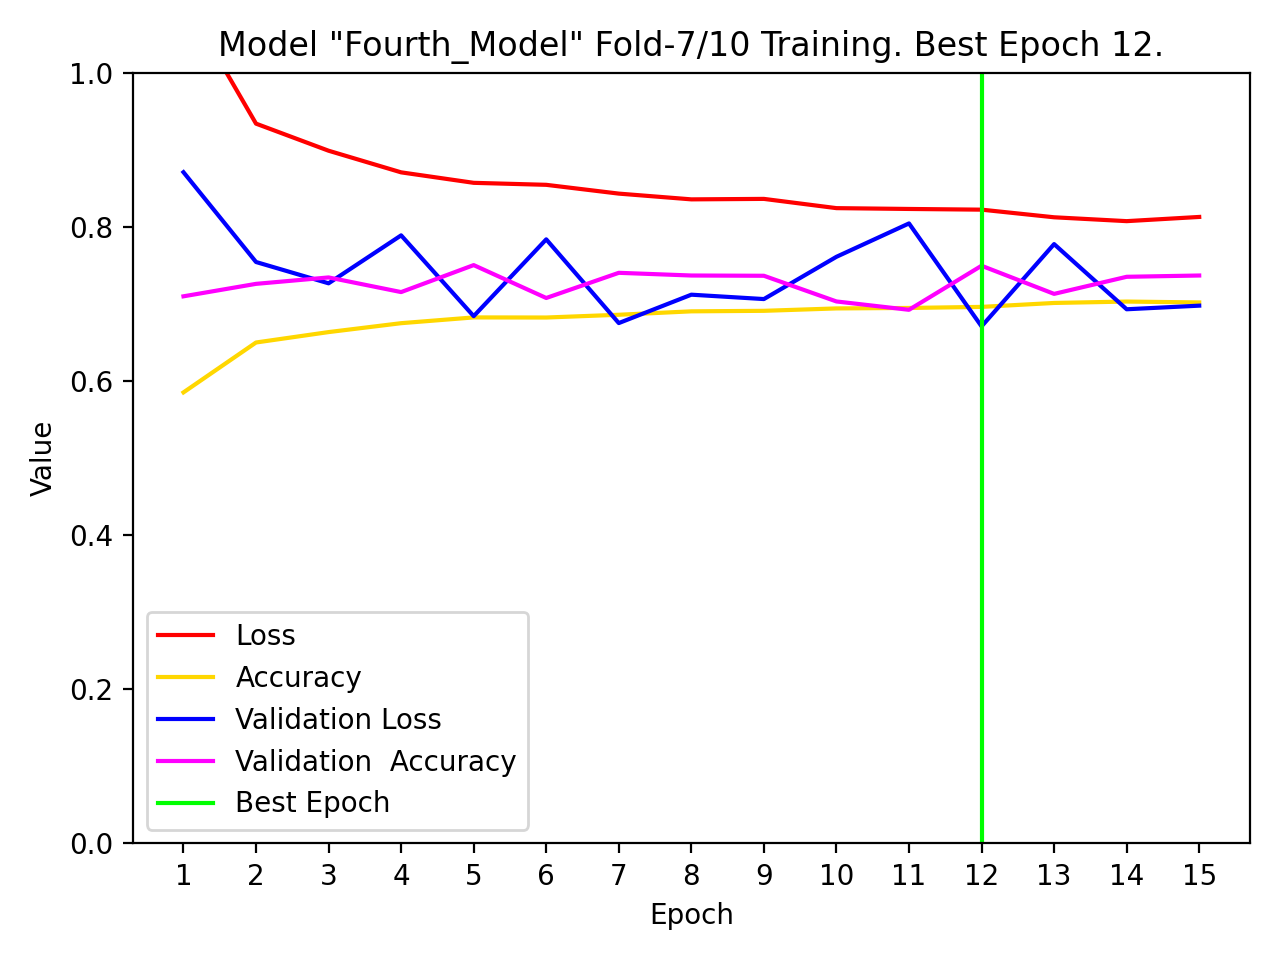 Model "Fourth_Model" Fold-7/10 Training. Best Epoch 12.
1.0
0.8
0.6
0.4
0.2
0.0
Value
Loss
Accuracy
Validation Loss
Validation  Accuracy
Best Epoch
1 2 3 4 5 6 7 8 9 10 11 12 13 14 15
Epoch